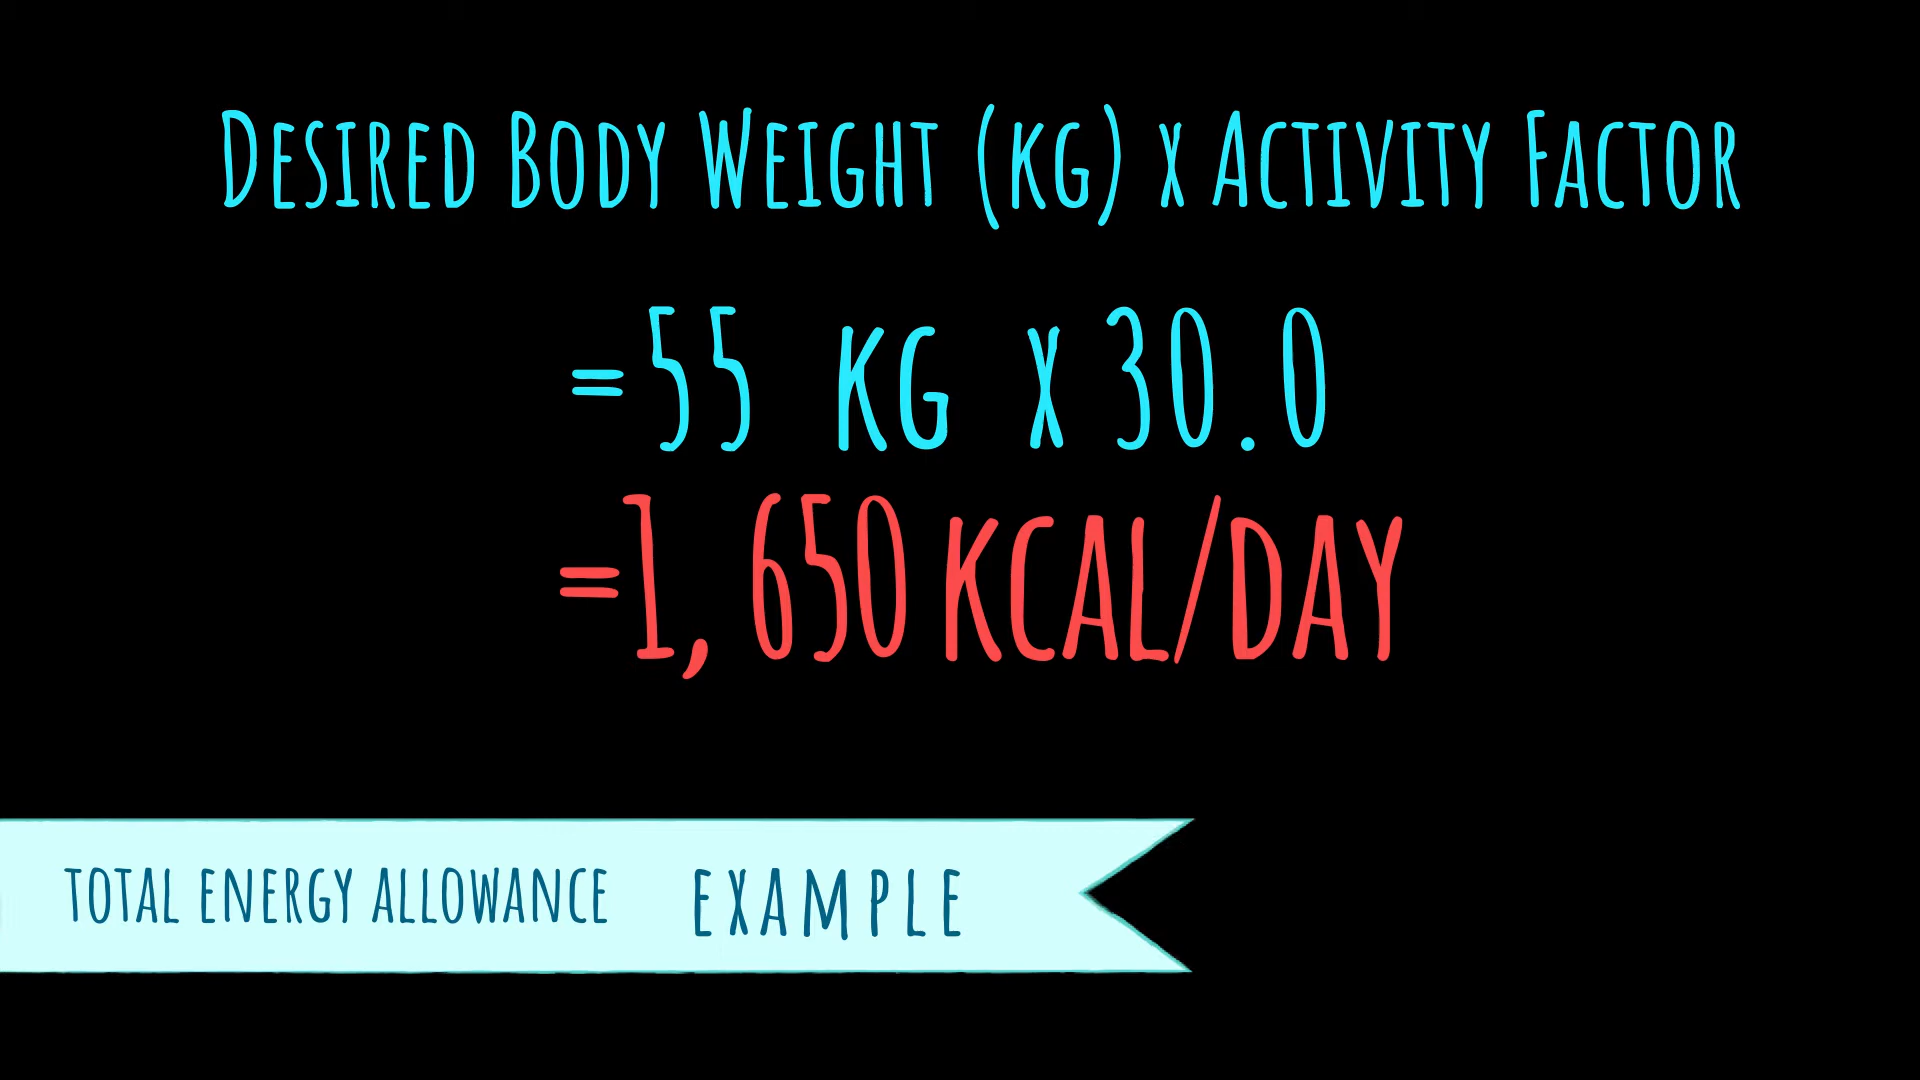 Desired Body Weight (kg) x Activity Factor
=55 kg x 30.0
=1, 650 kcal/day
TOTAL ENERGY ALLOWANCE EXAMPLE